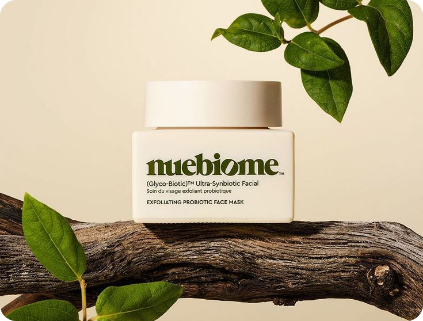 nuebiome™
(Glyco-Biotic)™ Ultra-Synbiotic Facial
Soin du visage exfoliant probiotique
EXFOLIATING PROBIOTIC FACE MASK